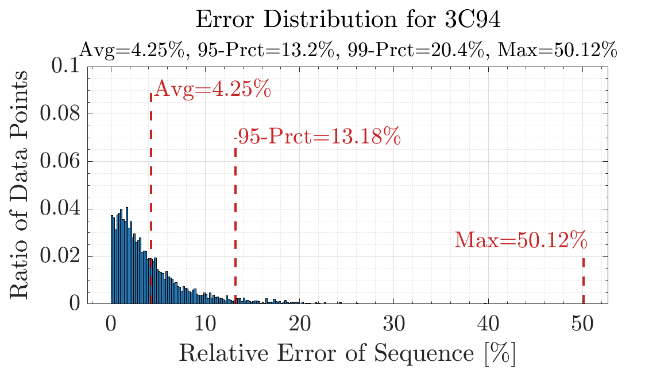 Error Distribution for 3C94
Avg=4.25%, 95-Prct=13.2%, 99-Prct=20.4%, Max=50.12%
Ratio of Data Points
0.1
0.08
0.06
0.04
0.02
0
Avg=4.25%
95-Prct=13.18%
Max=50.12%
0 10 20 30 40 50
Relative Error of Sequence [%]